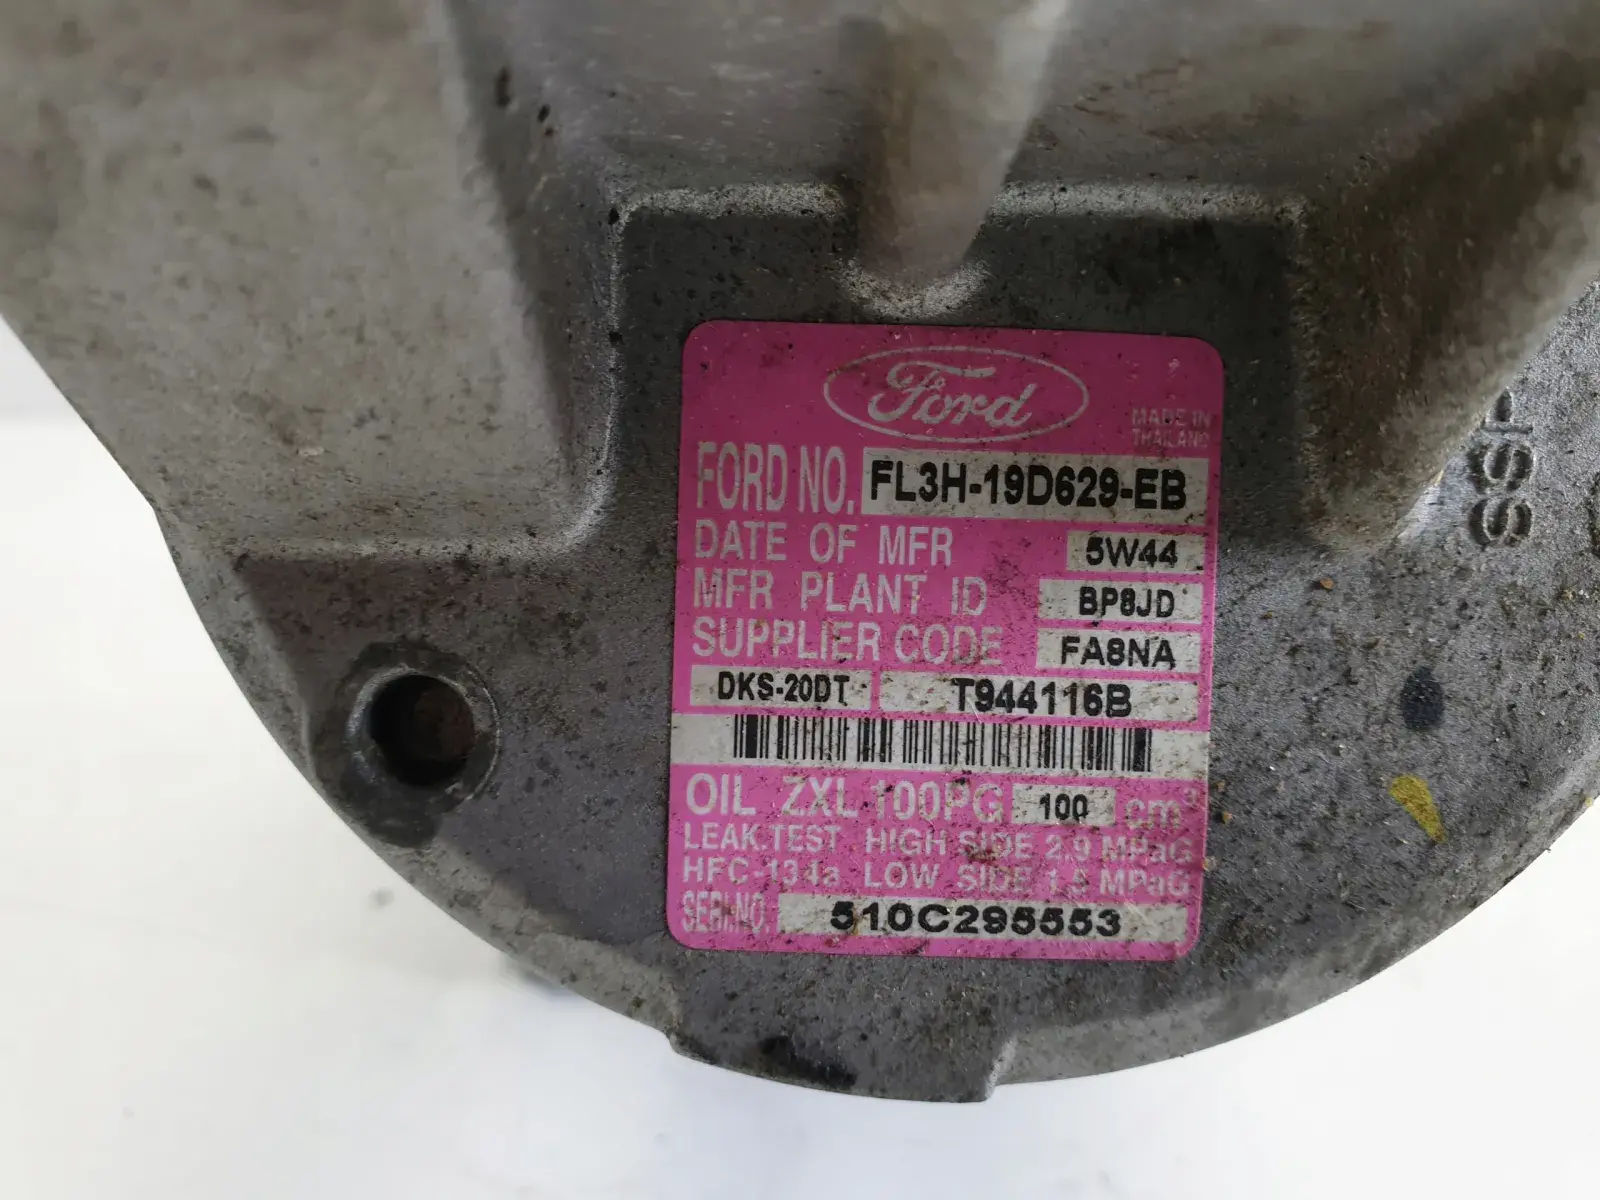 Ford
MADE IN
THAILAND
FORD NO. FL3H-19D629-EB
DATE OF MFR 5W44
MFR PLANT ID BP8JD
SUPPLIER CODE FA8NA
DKS-20DT T944116B
OIL ZXL 100PG 100 cm³
LEAK.TEST HIGH SIDE 2.9 MPaG
HFC-134a LOW SIDE 1.5 MPaG
SERI.NO. 510C295553